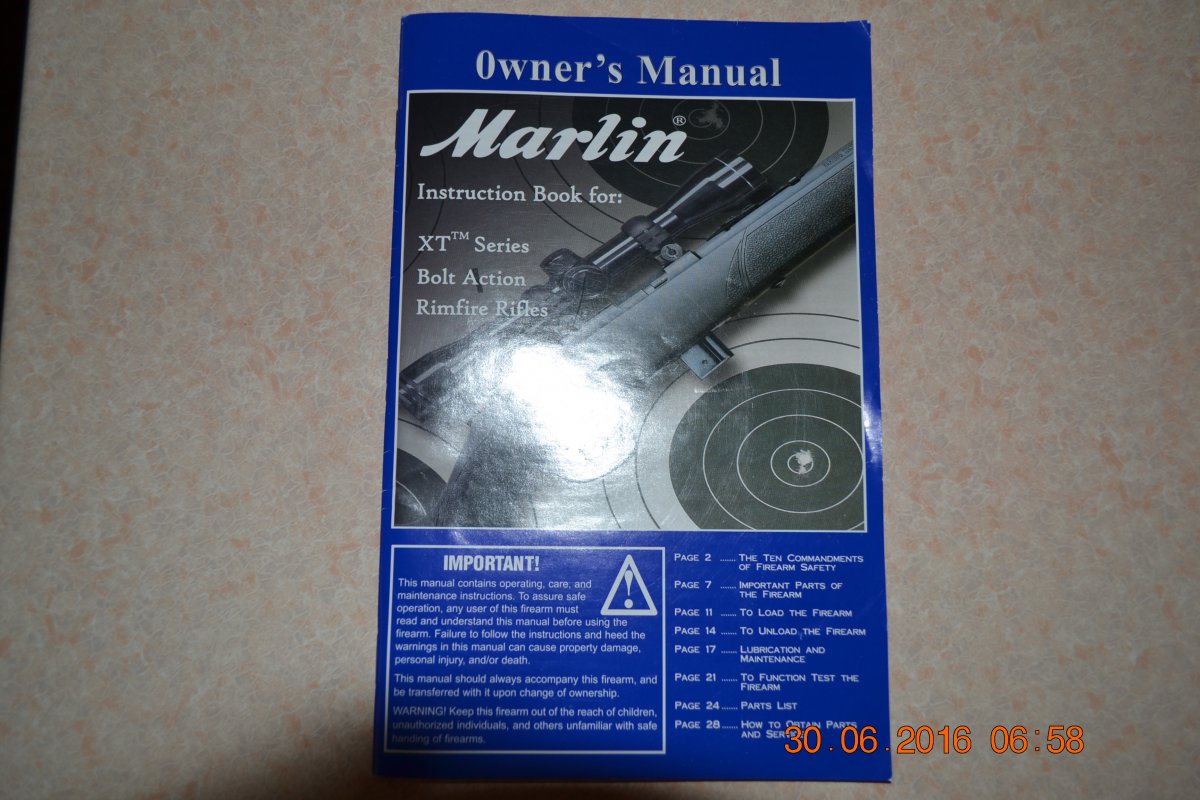 0wner's Manual
Marlin®
Instruction Book for:
XT™ Series
Bolt Action
Rimfire Rifles
IMPORTANT!
This manual contains operating, care, and
maintenance instructions. To assure safe
operation, any user of this firearm must
read and understand this manual before using the
firearm. Failure to follow the instructions and heed the
warnings in this manual can cause property damage,
personal injury, and/or death.
This manual should always accompany this firearm, and
be transferred with it upon change of ownership.
WARNING! Keep this firearm out of the reach of children,
unauthorized individuals, and others unfamiliar with safe
handing of firearms.
PAGE 2 ....... THE TEN COMMANDMENTS
OF FIREARM SAFETY
PAGE 7 ....... IMPORTANT PARTS OF
THE FIREARM
PAGE 11 ....... TO LOAD THE FIREARM
PAGE 14 ....... TO UNLOAD THE FIREARM
PAGE 17 ....... LUBRICATION AND
MAINTENANCE
PAGE 21 ....... TO FUNCTION TEST THE
FIREARM
PAGE 24 ....... PARTS LIST
PAGE 28 ....... HOW TO OBTAIN PARTS
AND SERVICE
30.06.2016 06:58